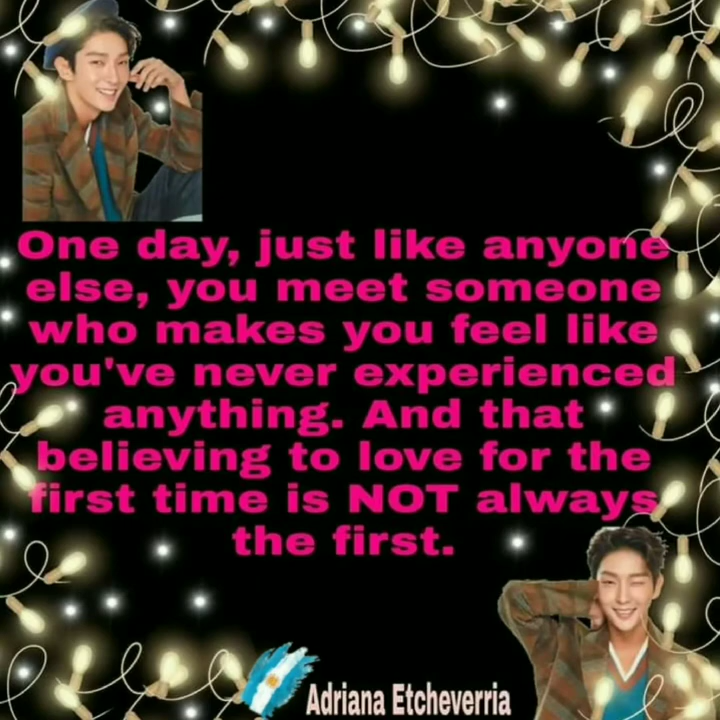 One day, just like anyone
else, you meet someone
who makes you feel like
you've never experienced
anything. And that
believing to love for the
first time is NOT always
the first.
Adriana Etcheverria